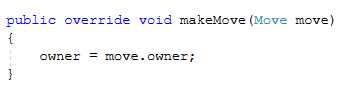 public override void makeMove(Move move)
{
    owner = move.owner;
}